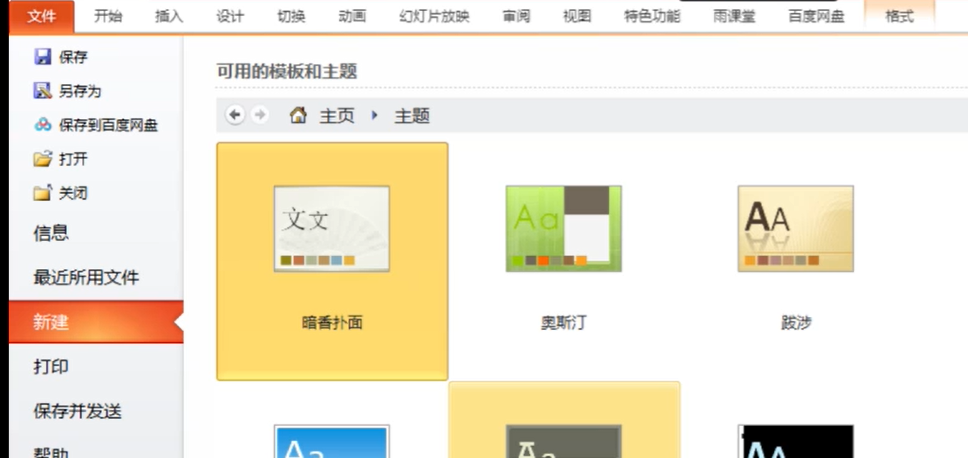 文件 开始 插入 设计 切换 动画 幻灯片放映 审阅 视图 特色功能 雨课堂 百度网盘 格式
保存
另存为
保存到百度网盘
打开
关闭
信息
最近所用文件
新建
打印
保存并发送
帮助
可用的模板和主题
主页 主题
文文
Aa
AA
暗香扑面
奥斯汀
跋涉
Aa
Aa
AA